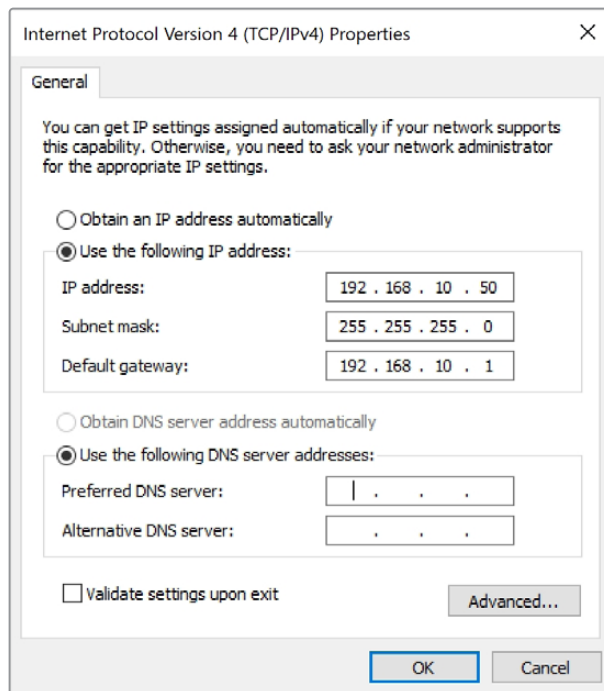 Internet Protocol Version 4 (TCP/IPv4) Properties
General
You can get IP settings assigned automatically if your network supports
this capability. Otherwise, you need to ask your network administrator
for the appropriate IP settings.
Obtain an IP address automatically
Use the following IP address:
IP address: 192 . 168 . 10 . 50
Subnet mask: 255 . 255 . 255 . 0
Default gateway: 192 . 168 . 10 . 1
Obtain DNS server address automatically
Use the following DNS server addresses:
Preferred DNS server: . . .
Alternative DNS server: . . .
Validate settings upon exit
Advanced...
OK Cancel